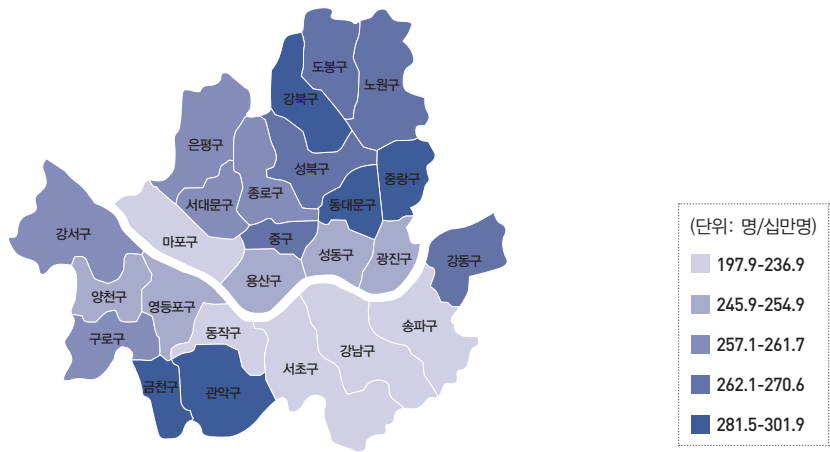 도봉구
노원구
강북구
은평구
성북구
중랑구
종로구
서대문구
동대문구
강서구
마포구
중구
성동구
광진구
강동구
용산구
양천구
영등포구
동작구
송파구
구로구
강남구
서초구
금천구
관악구
(단위: 명/십만명)
197.9-236.9
245.9-254.9
257.1-261.7
262.1-270.6
281.5-301.9